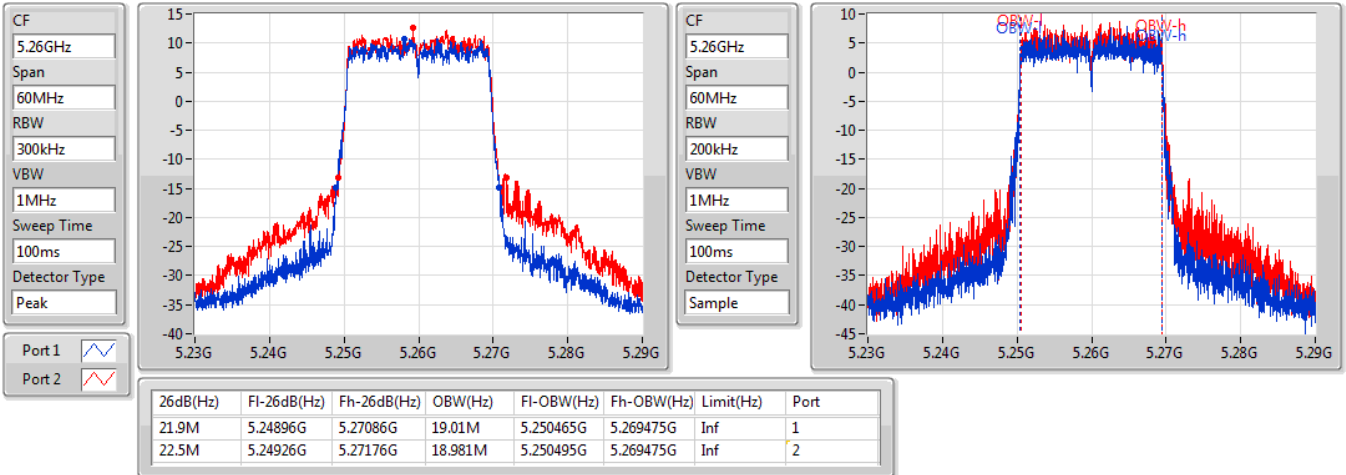 CF
5.26GHz
Span
60MHz
RBW
300kHz
VBW
1MHz
Sweep Time
100ms
Detector Type
Peak
Port 1
Port 2
15
10
5
0
-5
-10
-15
-20
-25
-30
-35
-40
5.23G 5.24G 5.25G 5.26G 5.27G 5.28G 5.29G
CF
5.26GHz
Span
60MHz
RBW
200kHz
VBW
1MHz
Sweep Time
100ms
Detector Type
Sample
10
5
0
-5
-10
-15
-20
-25
-30
-35
-40
-45
OBW-h
OBW-h
5.23G 5.24G 5.25G 5.26G 5.27G 5.28G 5.29G
26dB(Hz) Fl-26dB(Hz) Fh-26dB(Hz) OBW(Hz) Fl-OBW(Hz) Fh-OBW(Hz) Limit(Hz) Port
21.9M 5.24896G 5.27086G 19.01M 5.250465G 5.269475G Inf 1
22.5M 5.24926G 5.27176G 18.981M 5.250495G 5.269475G Inf 2